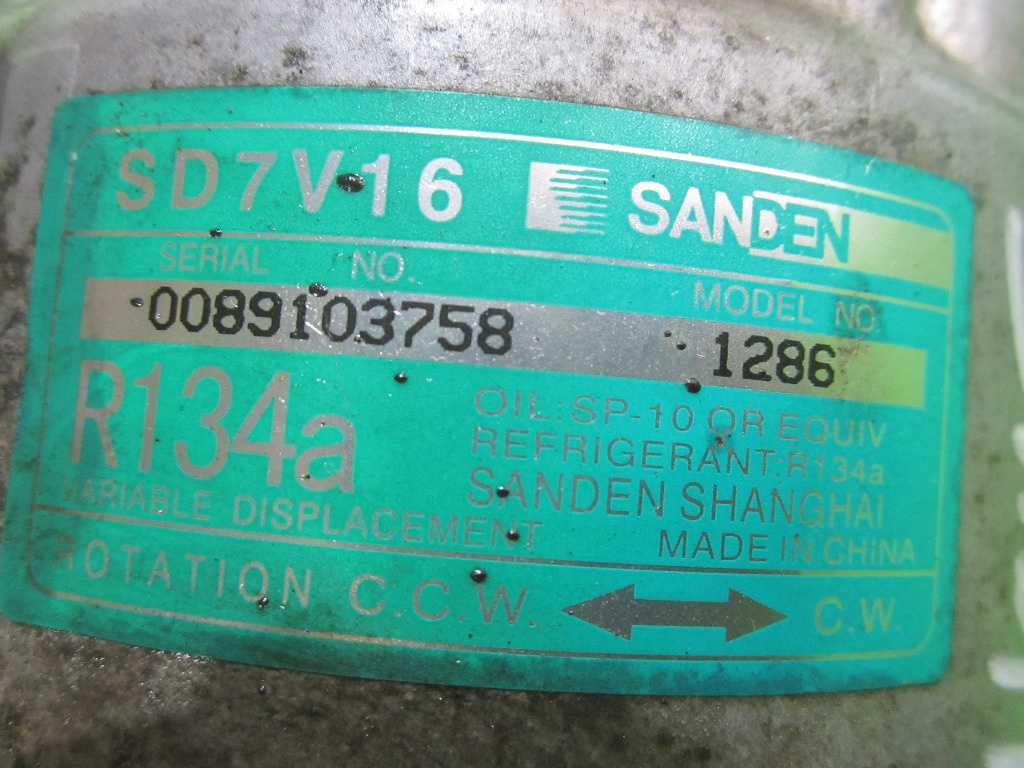 SD7V16 SANDEN
SERIAL NO. MODEL NO.
0089103758 1286
R134a
OIL:SP-10 OR EQUIV
REFRIGERANT:R134a
SANDEN SHANGHAI
VARIABLE DISPLACEMENT
MADE IN CHINA
ROTATION C.C.W. C.W.